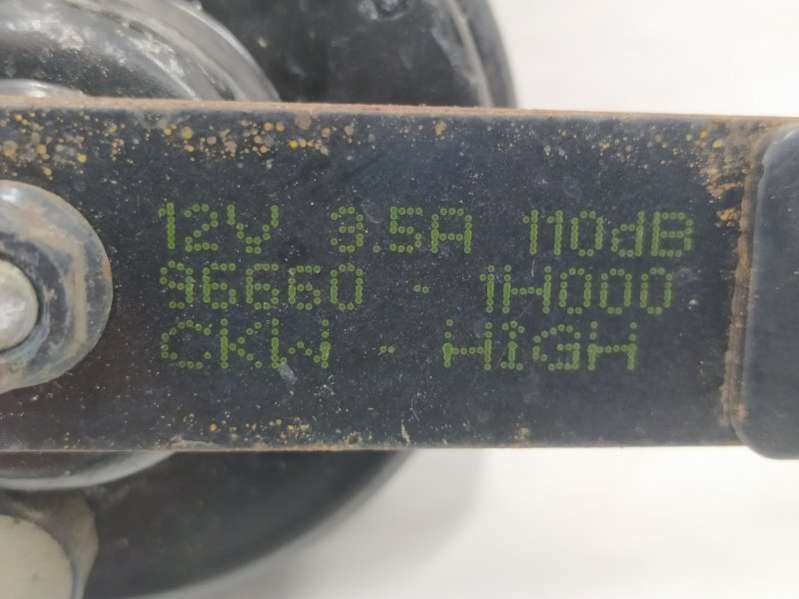 12V 3.5A 110dB
96660 - 1H000
CKW - HIGH